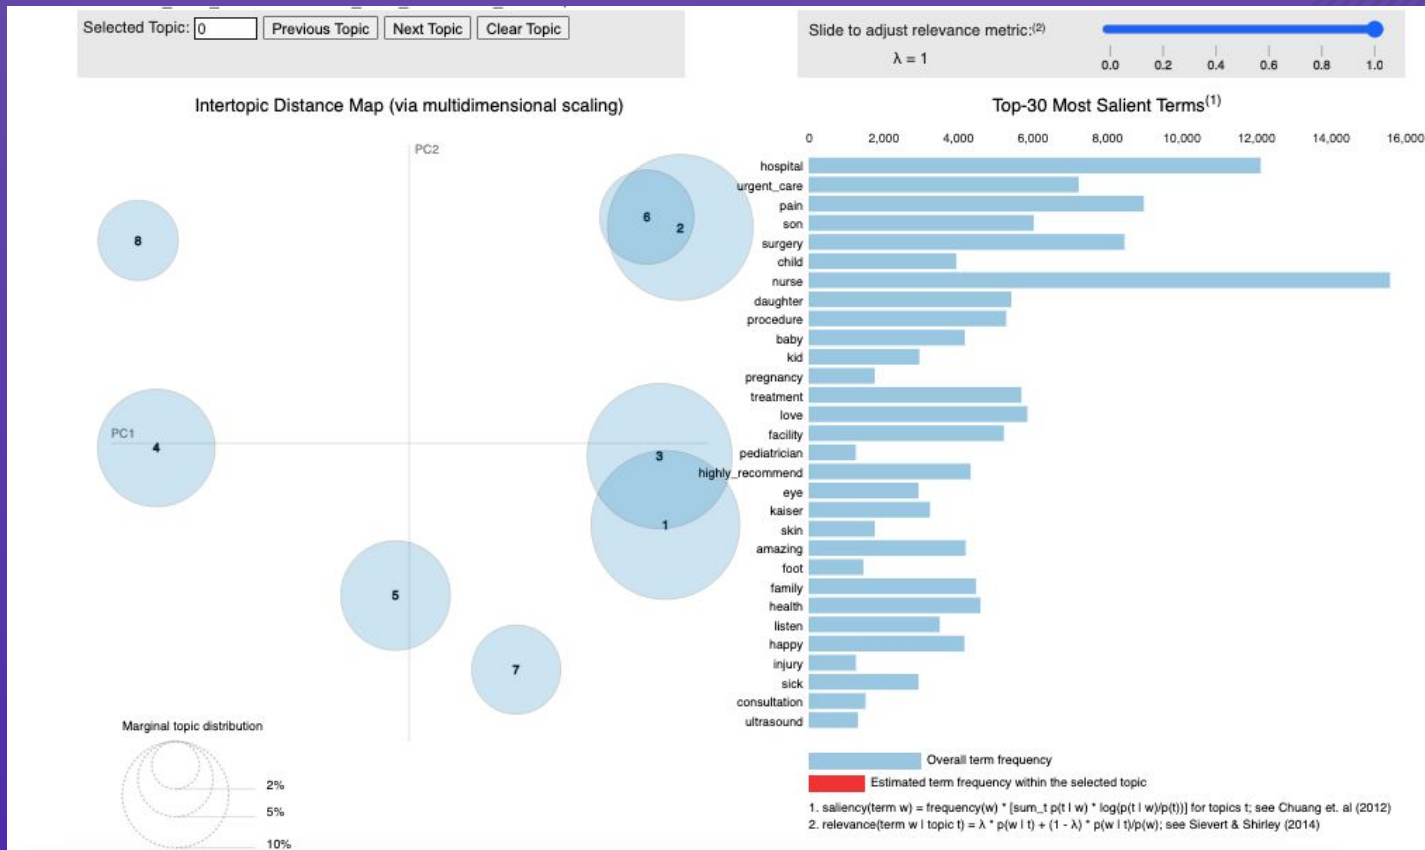 Selected Topic: 0 Previous Topic Next Topic Clear Topic
Slide to adjust relevance metric:(2)
λ = 1
0.0 0.2 0.4 0.6 0.8 1.0
Intertopic Distance Map (via multidimensional scaling)
PC2
PC1
8
6
2
4
3
1
5
7
Marginal topic distribution
2%
5%
10%
Top-30 Most Salient Terms(1)
0 2,000 4,000 6,000 8,000 10,000 12,000 14,000 16,000
hospital
urgent_care
pain
son
surgery
child
nurse
daughter
procedure
baby
kid
pregnancy
treatment
love
facility
pediatrician
highly_recommend
eye
kaiser
skin
amazing
foot
family
health
listen
happy
injury
sick
consultation
ultrasound
Overall term frequency
Estimated term frequency within the selected topic
1. saliency(term w) = frequency(w) * [sum_t p(t | w) * log(p(t | w)/p(t))] for topics t; see Chuang et. al (2012)
2. relevance(term w | topic t) = λ * p(w | t) + (1 - λ) * p(w | t)/p(w); see Sievert & Shirley (2014)